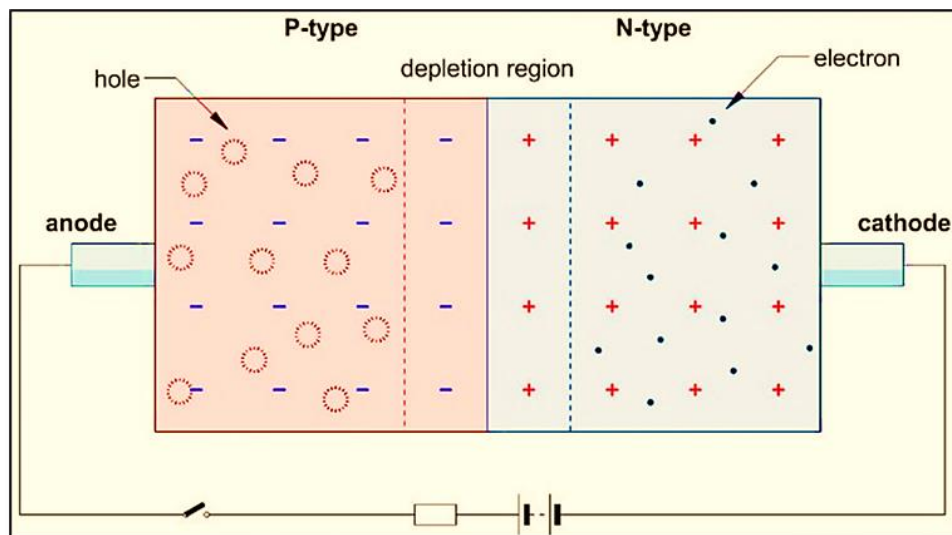 P-type
N-type
hole
depletion region
electron
anode
cathode